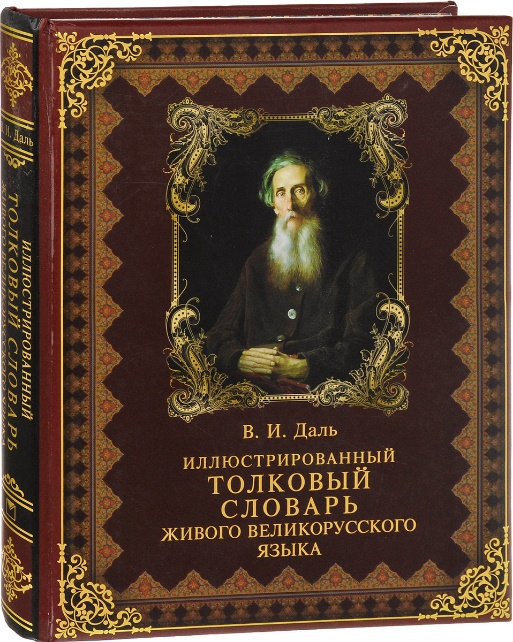 В. И. Даль
ИЛЛЮСТРИРОВАННЫЙ
ТОЛКОВЫЙ
СЛОВАРЬ
ЖИВОГО ВЕЛИКОРУССКОГО
ЯЗЫКА
В. И. Даль
ИЛЛЮСТРИРОВАННЫЙ
ТОЛКОВЫЙ СЛОВАРЬ